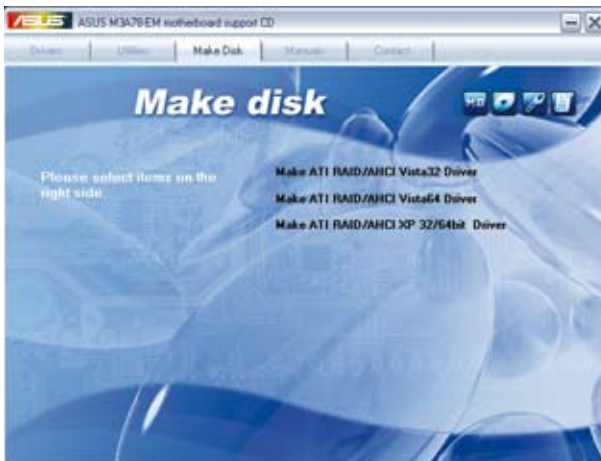 ASUS M3A78-EM motherboard support CD
Drivers Utilities Make Disk Manuals Contact
Make disk
Please select items on the
right side.
Make ATI RAID/AHCI Vista32 Driver
Make ATI RAID/AHCI Vista64 Driver
Make ATI RAID/AHCI XP 32/64bit Driver